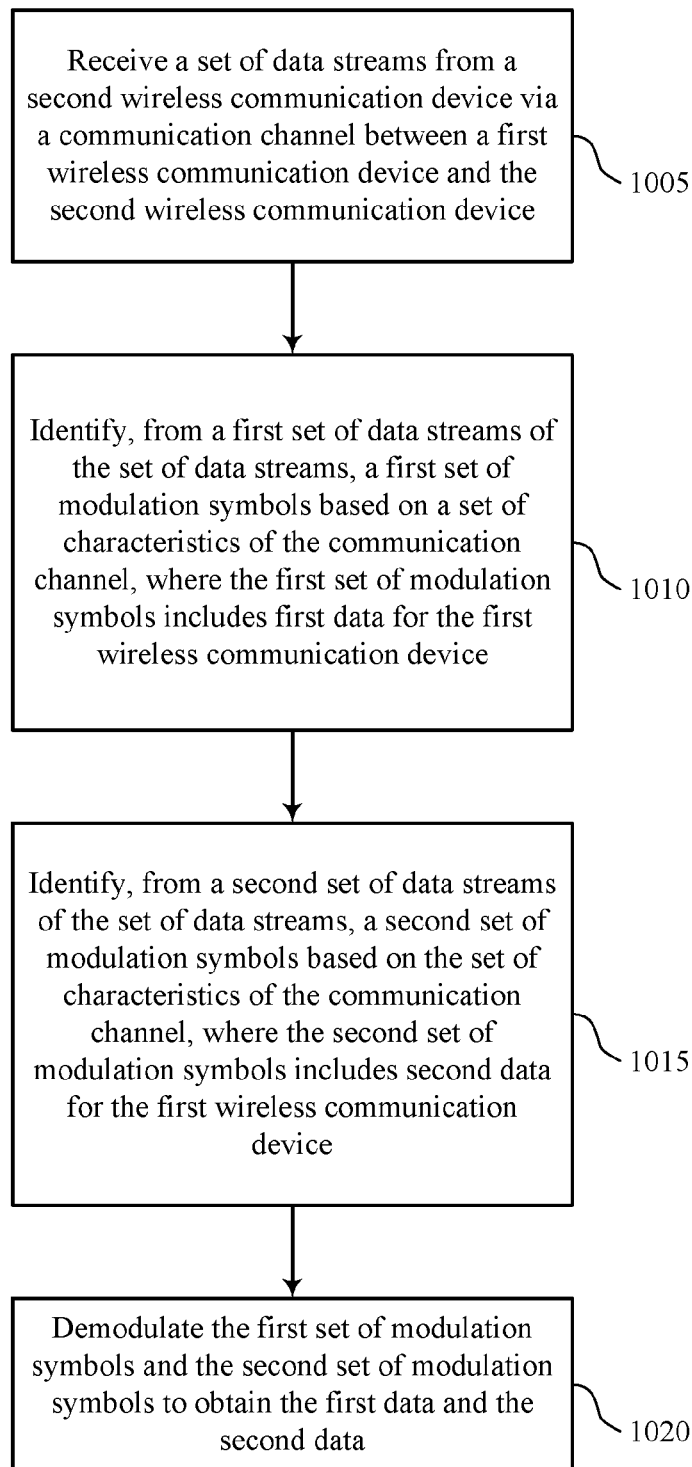 Receive a set of data streams from a
second wireless communication device via
a communication channel between a first
wireless communication device and the
second wireless communication device
1005
Identify, from a first set of data streams
of the set of data streams, a first set of
modulation symbols based on a set of
characteristics of the communication
channel, where the first set of modulation
symbols includes first data for the first
wireless communication device
1010
Identify, from a second set of data streams
of the set of data streams, a second set of
modulation symbols based on the set of
characteristics of the communication
channel, where the second set of
modulation symbols includes second data
for the first wireless communication
device
1015
Demodulate the first set of modulation
symbols and the second set of modulation
symbols to obtain the first data and the
second data
1020